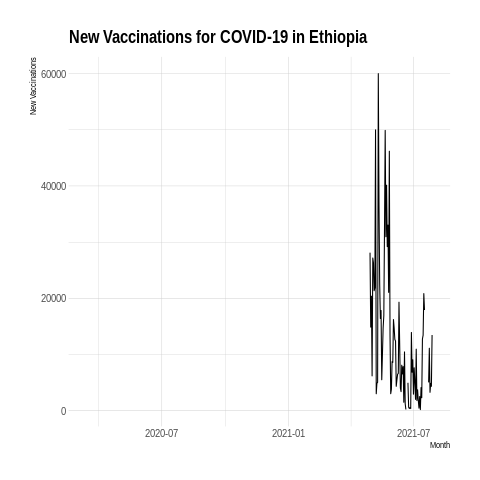 New Vaccinations for COVID-19 in Ethiopia
New Vaccinations
60000
40000
20000
0
2020-07
2021-01
2021-07
Month